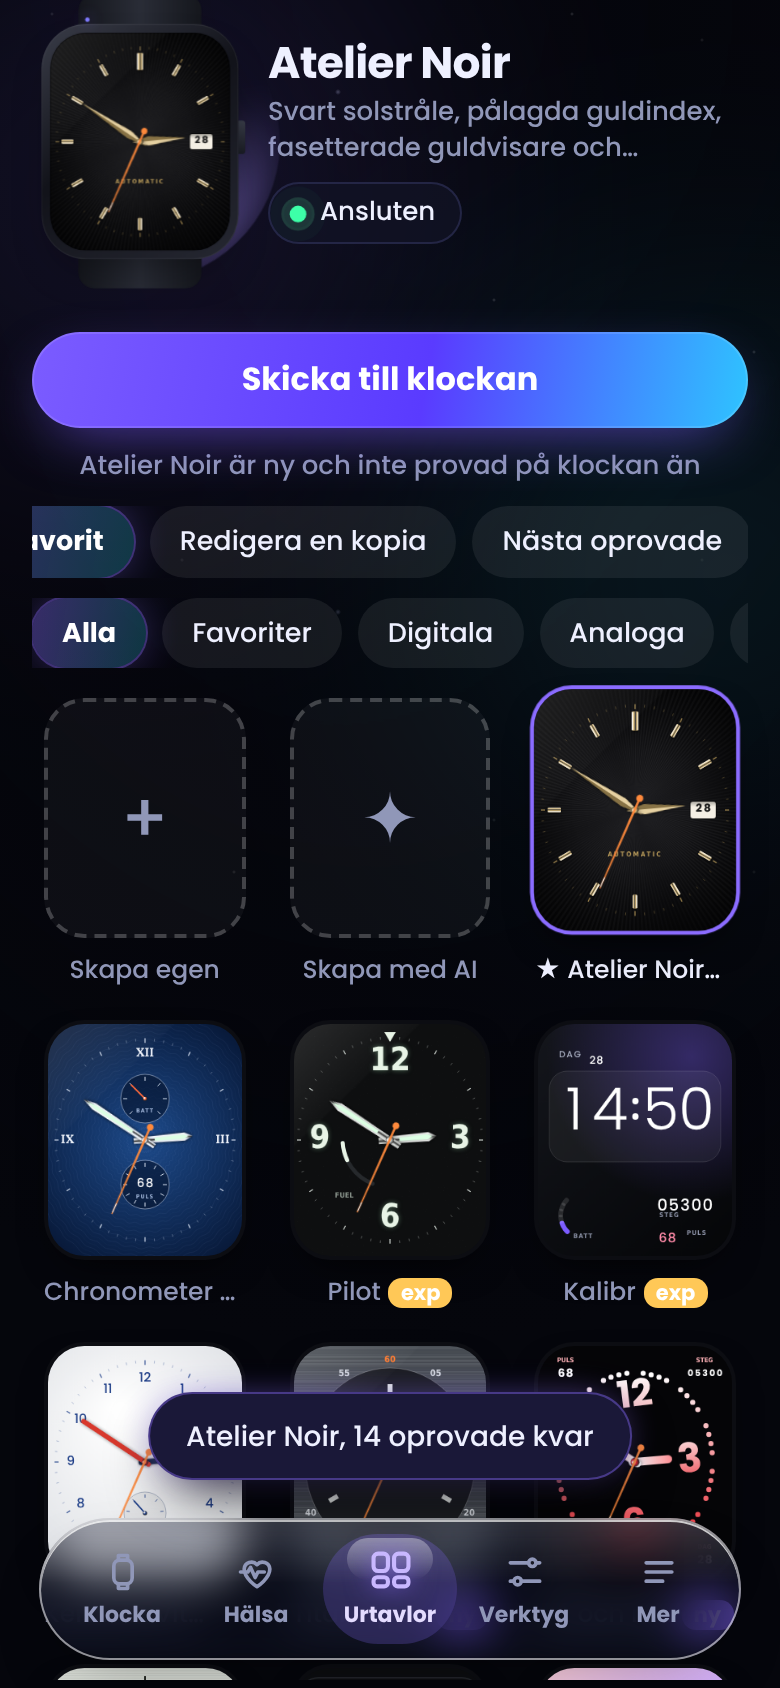 Atelier Noir
Svart solstråle, pålagda guldindex,
fasetterade guldvisare och...
28
AUTOMATIC
Ansluten
Skicka till klockan
Atelier Noir är ny och inte provad på klockan än
avorit
Redigera en kopia
Nästa oprovade
Alla
Favoriter
Digitala
Analoga
28
AUTOMATIC
Skapa egen
Skapa med AI
★ Atelier Noir...
XII
BATT
IX
III
68
PULS
12
9
3
FUEL
6
DAG 28
14:50
05300
STEG
BATT
68 PULS
Chronometer ...
Pilot exp
Kalibr exp
12
11
1
10
9
8
4
60
55
05
40
20
PULS
68
STEG
05300
12
3
Atelier Noir, 14 oprovade kvar
Klocka
Hälsa
Urtavlor
Verktyg
Mer
ny